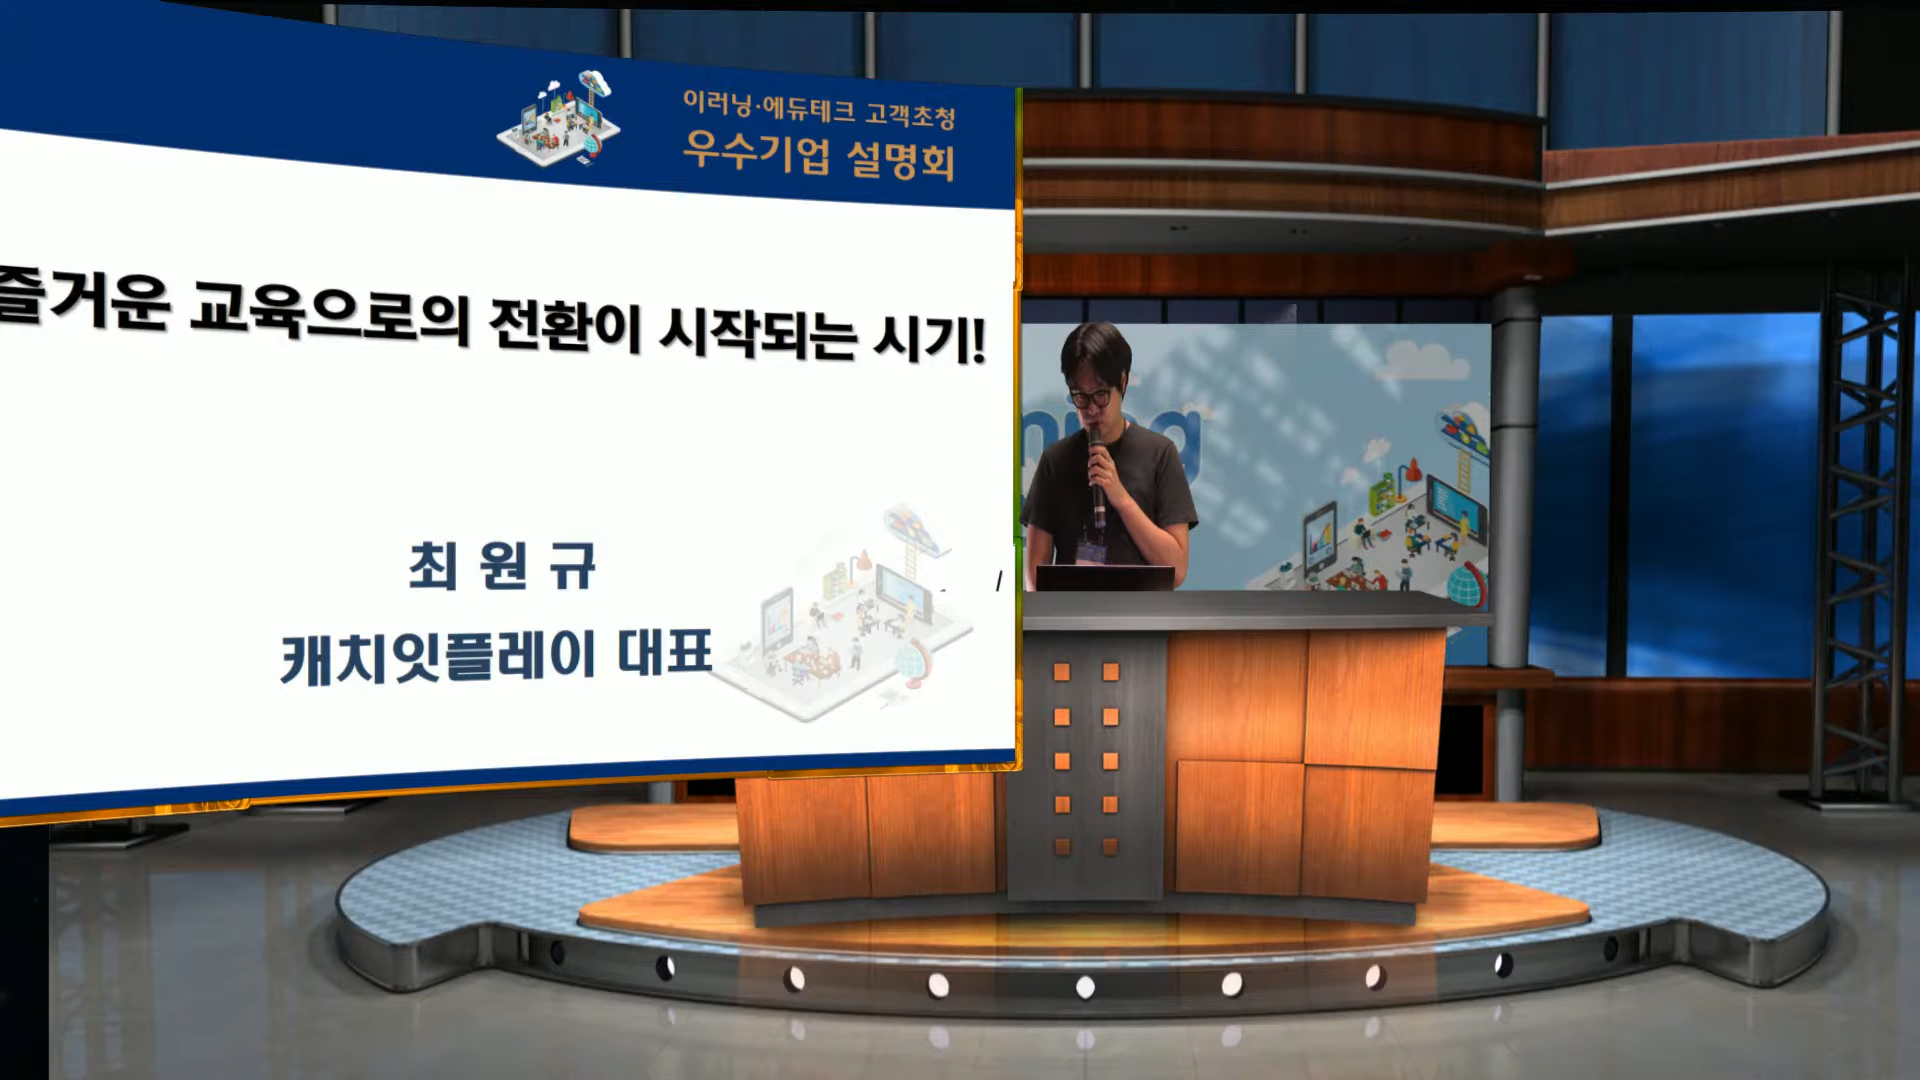 이러닝·에듀테크 고객초청
우수기업 설명회
즐거운 교육으로의 전환이 시작되는 시기!
최 원 규
캐치잇플레이 대표